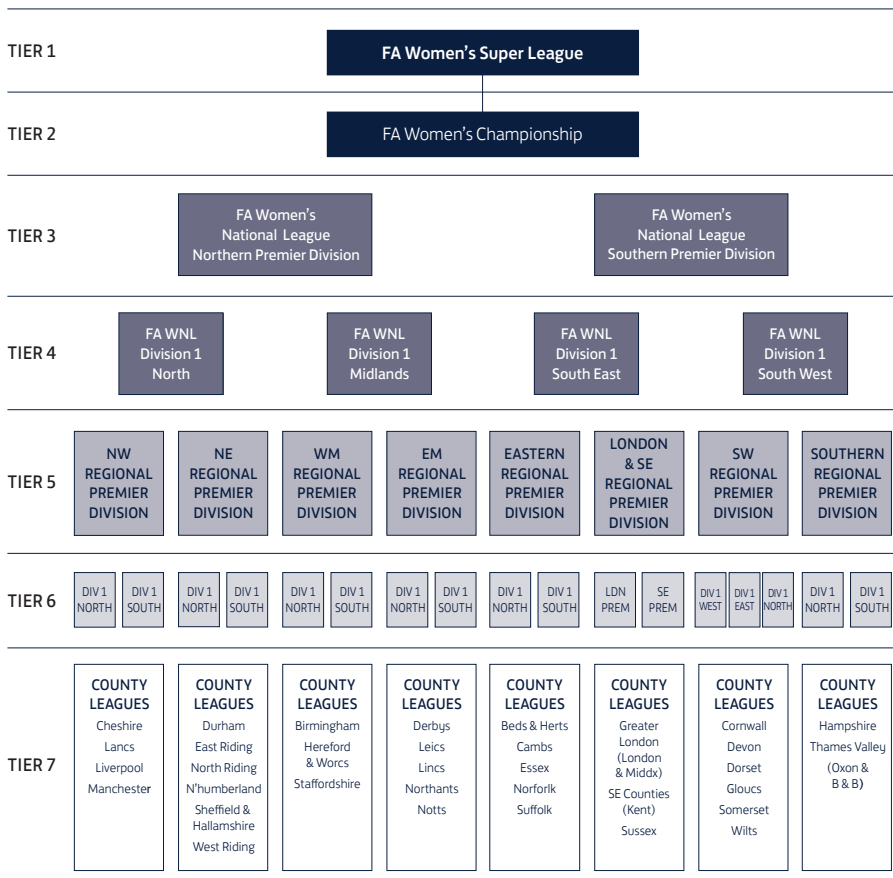 TIER 1
FA Women's Super League
TIER 2
FA Women's Championship
TIER 3
FA Women's
National League
Northern Premier Division
FA Women's
National League
Southern Premier Division
TIER 4
FA WNL
Division 1
North
FA WNL
Division 1
Midlands
FA WNL
Division 1
South East
FA WNL
Division 1
South West
TIER 5
NW
REGIONAL
PREMIER
DIVISION
NE
REGIONAL
PREMIER
DIVISION
WM
REGIONAL
PREMIER
DIVISION
EM
REGIONAL
PREMIER
DIVISION
EASTERN
REGIONAL
PREMIER
DIVISION
LONDON
& SE
REGIONAL
PREMIER
DIVISION
SW
REGIONAL
PREMIER
DIVISION
SOUTHERN
REGIONAL
PREMIER
DIVISION
TIER 6
DIV 1
NORTH
DIV 1
SOUTH
DIV 1
NORTH
DIV 1
SOUTH
DIV 1
NORTH
DIV 1
SOUTH
DIV 1
NORTH
DIV 1
SOUTH
DIV 1
NORTH
DIV 1
SOUTH
LDN
PREM
SE
PREM
DIV 1
WEST
DIV 1
EAST
DIV 1
NORTH
DIV 1
NORTH
DIV 1
SOUTH
TIER 7
COUNTY
LEAGUES
Cheshire
Lancs
Liverpool
Manchester
COUNTY
LEAGUES
Durham
East Riding
North Riding
N'humberland
Sheffield &
Hallamshire
West Riding
COUNTY
LEAGUES
Birmingham
Hereford
& Worcs
Staffordshire
COUNTY
LEAGUES
Derbys
Leics
Lincs
Northants
Notts
COUNTY
LEAGUES
Beds & Herts
Cambs
Essex
Norforlk
Suffolk
COUNTY
LEAGUES
Greater
London
(London
& Middx)
SE Counties
(Kent)
Sussex
COUNTY
LEAGUES
Cornwall
Devon
Dorset
Gloucs
Somerset
Wilts
COUNTY
LEAGUES
Hampshire
Thames Valley
(Oxon &
B & B)